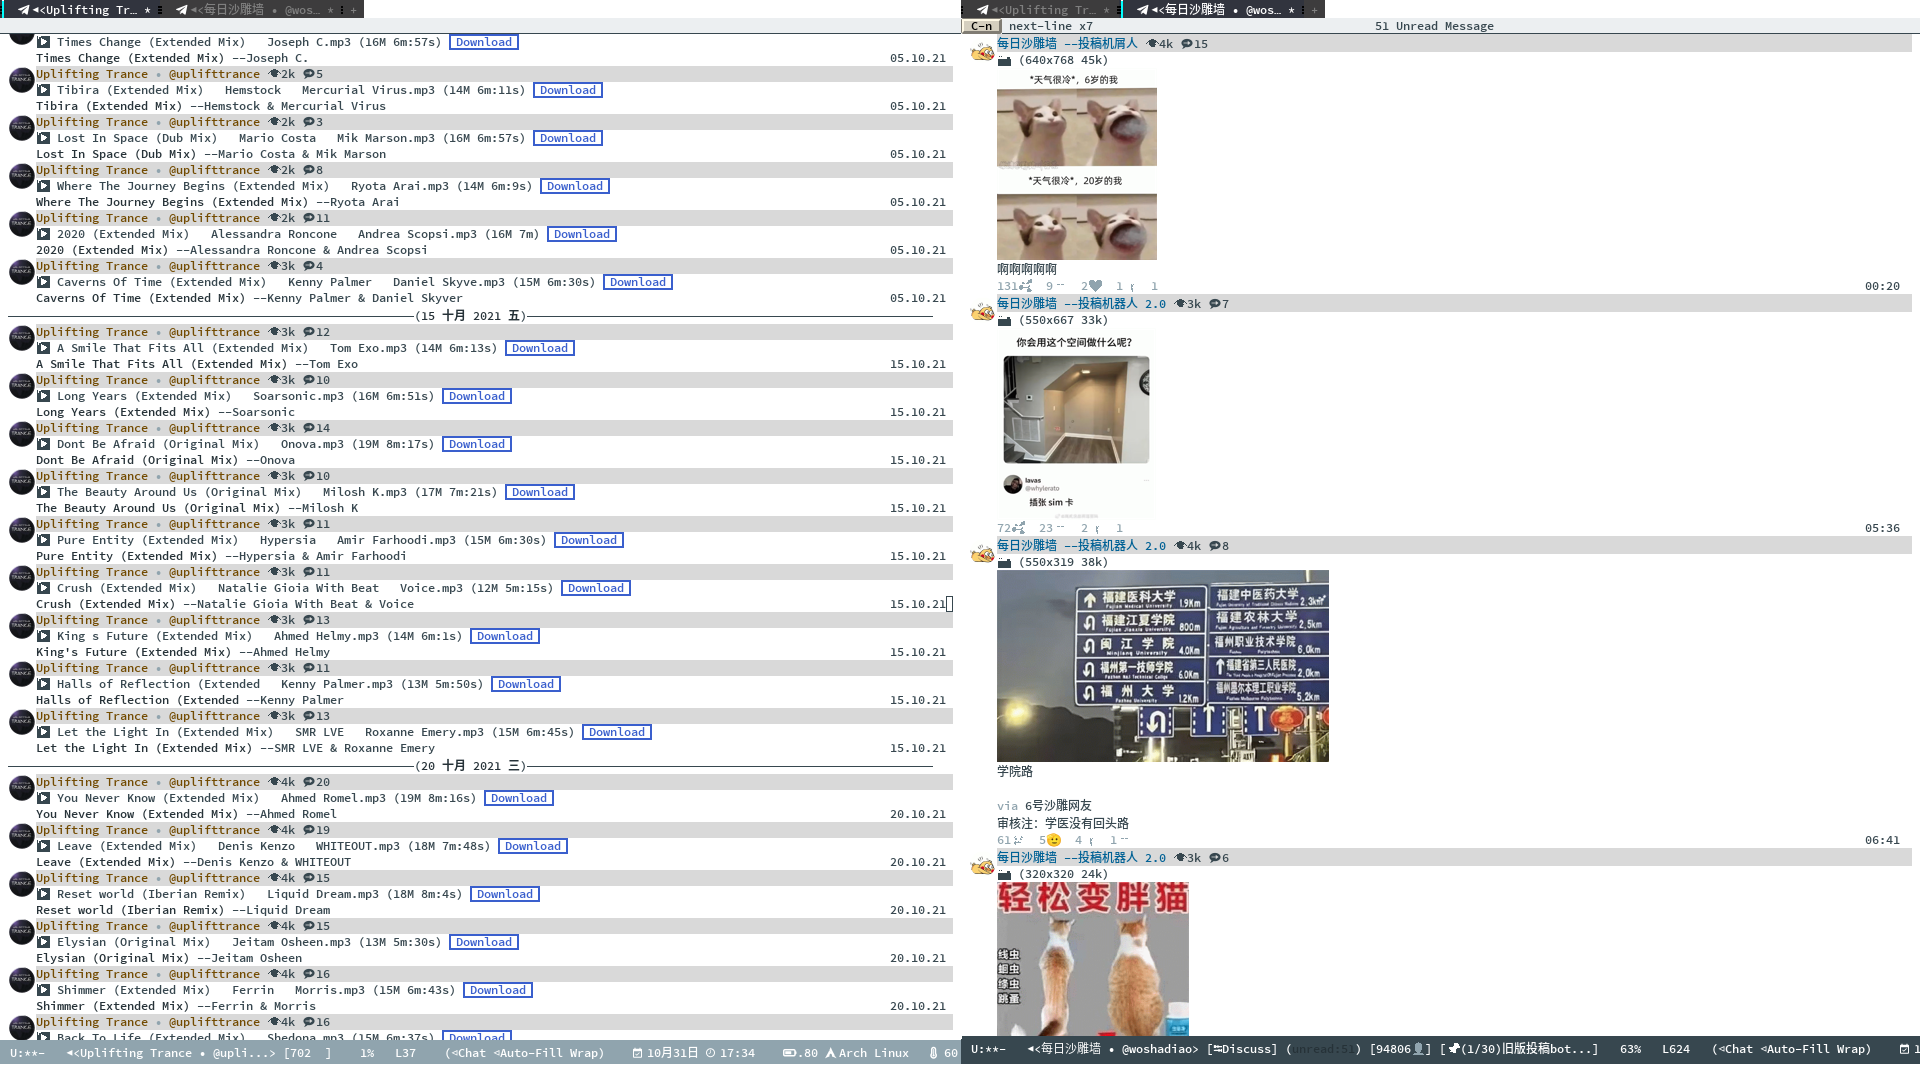 <Uplifting Tr... *
<每日沙雕墙 • @wos… *
+
Times Change (Extended Mix) Joseph C.mp3 (16M 6m:57s) Download
Times Change (Extended Mix) --Joseph C. 05.10.21
Uplifting Trance • @uplifttrance 2k 5
Tibira (Extended Mix) Hemstock Mercurial Virus.mp3 (14M 6m:11s) Download
Tibira (Extended Mix) --Hemstock & Mercurial Virus 05.10.21
Uplifting Trance • @uplifttrance 2k 3
Lost In Space (Dub Mix) Mario Costa Mik Marson.mp3 (16M 6m:57s) Download
Lost In Space (Dub Mix) --Mario Costa & Mik Marson 05.10.21
Uplifting Trance • @uplifttrance 2k 8
Where The Journey Begins (Extended Mix) Ryota Arai.mp3 (14M 6m:9s) Download
Where The Journey Begins (Extended Mix) --Ryota Arai 05.10.21
Uplifting Trance • @uplifttrance 2k 11
2020 (Extended Mix) Alessandra Roncone Andrea Scopsi.mp3 (16M 7m) Download
2020 (Extended Mix) --Alessandra Roncone & Andrea Scopsi 05.10.21
Uplifting Trance • @uplifttrance 3k 4
Caverns Of Time (Extended Mix) Kenny Palmer Daniel Skyve.mp3 (15M 6m:30s) Download
Caverns Of Time (Extended Mix) --Kenny Palmer & Daniel Skyver 05.10.21
(15 十月 2021 五)
Uplifting Trance • @uplifttrance 3k 12
A Smile That Fits All (Extended Mix) Tom Exo.mp3 (14M 6m:13s) Download
A Smile That Fits All (Extended Mix) --Tom Exo 15.10.21
Uplifting Trance • @uplifttrance 3k 10
Long Years (Extended Mix) Soarsonic.mp3 (16M 6m:51s) Download
Long Years (Extended Mix) --Soarsonic 15.10.21
Uplifting Trance • @uplifttrance 3k 14
Dont Be Afraid (Original Mix) Onova.mp3 (19M 8m:17s) Download
Dont Be Afraid (Original Mix) --Onova 15.10.21
Uplifting Trance • @uplifttrance 3k 10
The Beauty Around Us (Original Mix) Milosh K.mp3 (17M 7m:21s) Download
The Beauty Around Us (Original Mix) --Milosh K 15.10.21
Uplifting Trance • @uplifttrance 3k 11
Pure Entity (Extended Mix) Hypersia Amir Farhoodi.mp3 (15M 6m:30s) Download
Pure Entity (Extended Mix) --Hypersia & Amir Farhoodi 15.10.21
Uplifting Trance • @uplifttrance 3k 11
Crush (Extended Mix) Natalie Gioia With Beat Voice.mp3 (12M 5m:15s) Download
Crush (Extended Mix) --Natalie Gioia With Beat & Voice 15.10.21
Uplifting Trance • @uplifttrance 3k 13
King s Future (Extended Mix) Ahmed Helmy.mp3 (14M 6m:1s) Download
King's Future (Extended Mix) --Ahmed Helmy 15.10.21
Uplifting Trance • @uplifttrance 3k 11
Halls of Reflection (Extended Kenny Palmer.mp3 (13M 5m:50s) Download
Halls of Reflection (Extended --Kenny Palmer 15.10.21
Uplifting Trance • @uplifttrance 3k 13
Let the Light In (Extended Mix) SMR LVE Roxanne Emery.mp3 (15M 6m:45s) Download
Let the Light In (Extended Mix) --SMR LVE & Roxanne Emery 15.10.21
(20 十月 2021 三)
Uplifting Trance • @uplifttrance 4k 20
You Never Know (Extended Mix) Ahmed Romel.mp3 (19M 8m:16s) Download
You Never Know (Extended Mix) --Ahmed Romel 20.10.21
Uplifting Trance • @uplifttrance 4k 19
Leave (Extended Mix) Denis Kenzo WHITEOUT.mp3 (18M 7m:48s) Download
Leave (Extended Mix) --Denis Kenzo & WHITEOUT 20.10.21
Uplifting Trance • @uplifttrance 4k 15
Reset world (Iberian Remix) Liquid Dream.mp3 (18M 8m:4s) Download
Reset world (Iberian Remix) --Liquid Dream 20.10.21
Uplifting Trance • @uplifttrance 4k 15
Elysian (Original Mix) Jeitam Osheen.mp3 (13M 5m:30s) Download
Elysian (Original Mix) --Jeitam Osheen 20.10.21
Uplifting Trance • @uplifttrance 4k 16
Shimmer (Extended Mix) Ferrin Morris.mp3 (15M 6m:43s) Download
Shimmer (Extended Mix) --Ferrin & Morris 20.10.21
Uplifting Trance • @uplifttrance 4k 16
Back To Life (Extended Mix) Shedona.mp3 (15M 6m:37s) Download
U:**- <Uplifting Trance • @upli...> [702 ] 1% L37 (<Chat <Auto-Fill Wrap) 10月31日 17:34 .80 Arch Linux 60
<Uplifting Tr... *
<每日沙雕墙 • @wos… *
+
C-n next-line x7 51 Unread Message
每日沙雕墙 --投稿机屑人 4k 15
(640x768 45k)
*天气很冷*，6岁的我
*天气很冷*，20岁的我
啊啊啊啊啊
131 9 2 1 1 00:20
每日沙雕墙 --投稿机器人 2.0 3k 7
(550x667 33k)
你会用这个空间做什么呢?
lavas
@whylerato
插张 sim 卡
72 23 2 1 05:36
每日沙雕墙 --投稿机器人 2.0 4k 8
(550x319 38k)
福建医科大学 1.9Km
福建中医药大学 2.3km
福建江夏学院 800m
福建农林大学 2.5km
闽江学院 4.0Km
福州职业技术学院 6.0km
福州第一技师学院 6.0Km
福建省第三人民医院 2.0km
福州大学 1.2Km
福州墨尔本理工职业学院 5.2km
学院路
via 6号沙雕网友
审核注：学医没有回头路
61 5 4 1 06:41
每日沙雕墙 --投稿机器人 2.0 3k 6
(320x320 24k)
轻松变胖猫
线虫
蛔虫
绦虫
跳蚤
U:**- <每日沙雕墙 • @woshadiao> [Discuss] (unread:51) [94806] [(1/30)旧版投稿bot...] 63% L624 (<Chat <Auto-Fill Wrap)